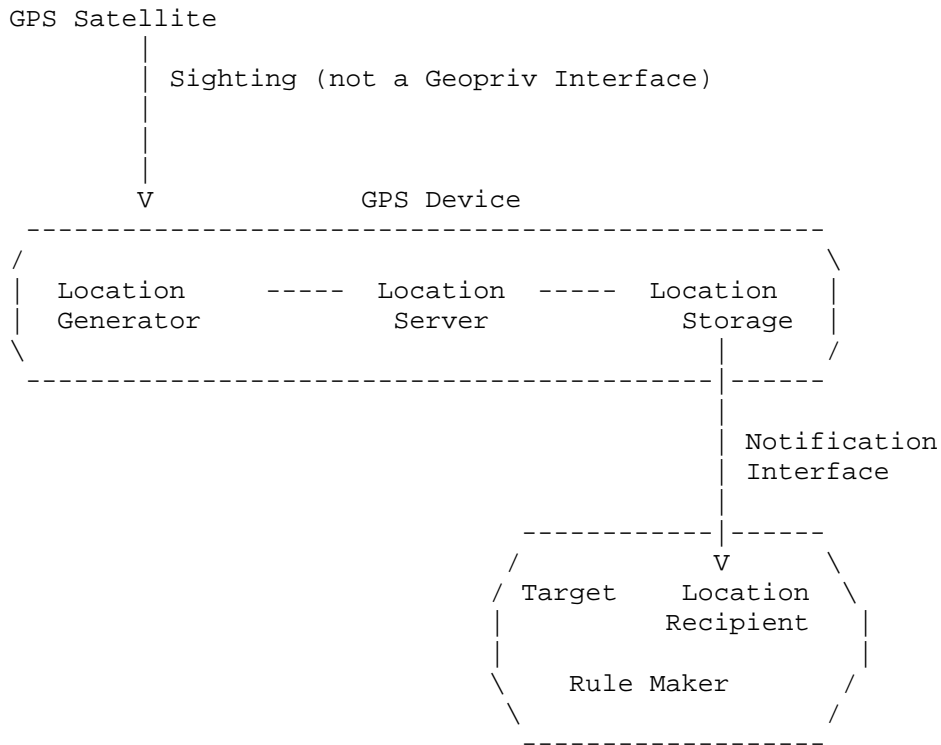 GPS Satellite
Sighting (not a Geopriv Interface)
V GPS Device
Location ----- Location ----- Location
Generator Server Storage
Notification
Interface
V
Target Location
Recipient
Rule Maker